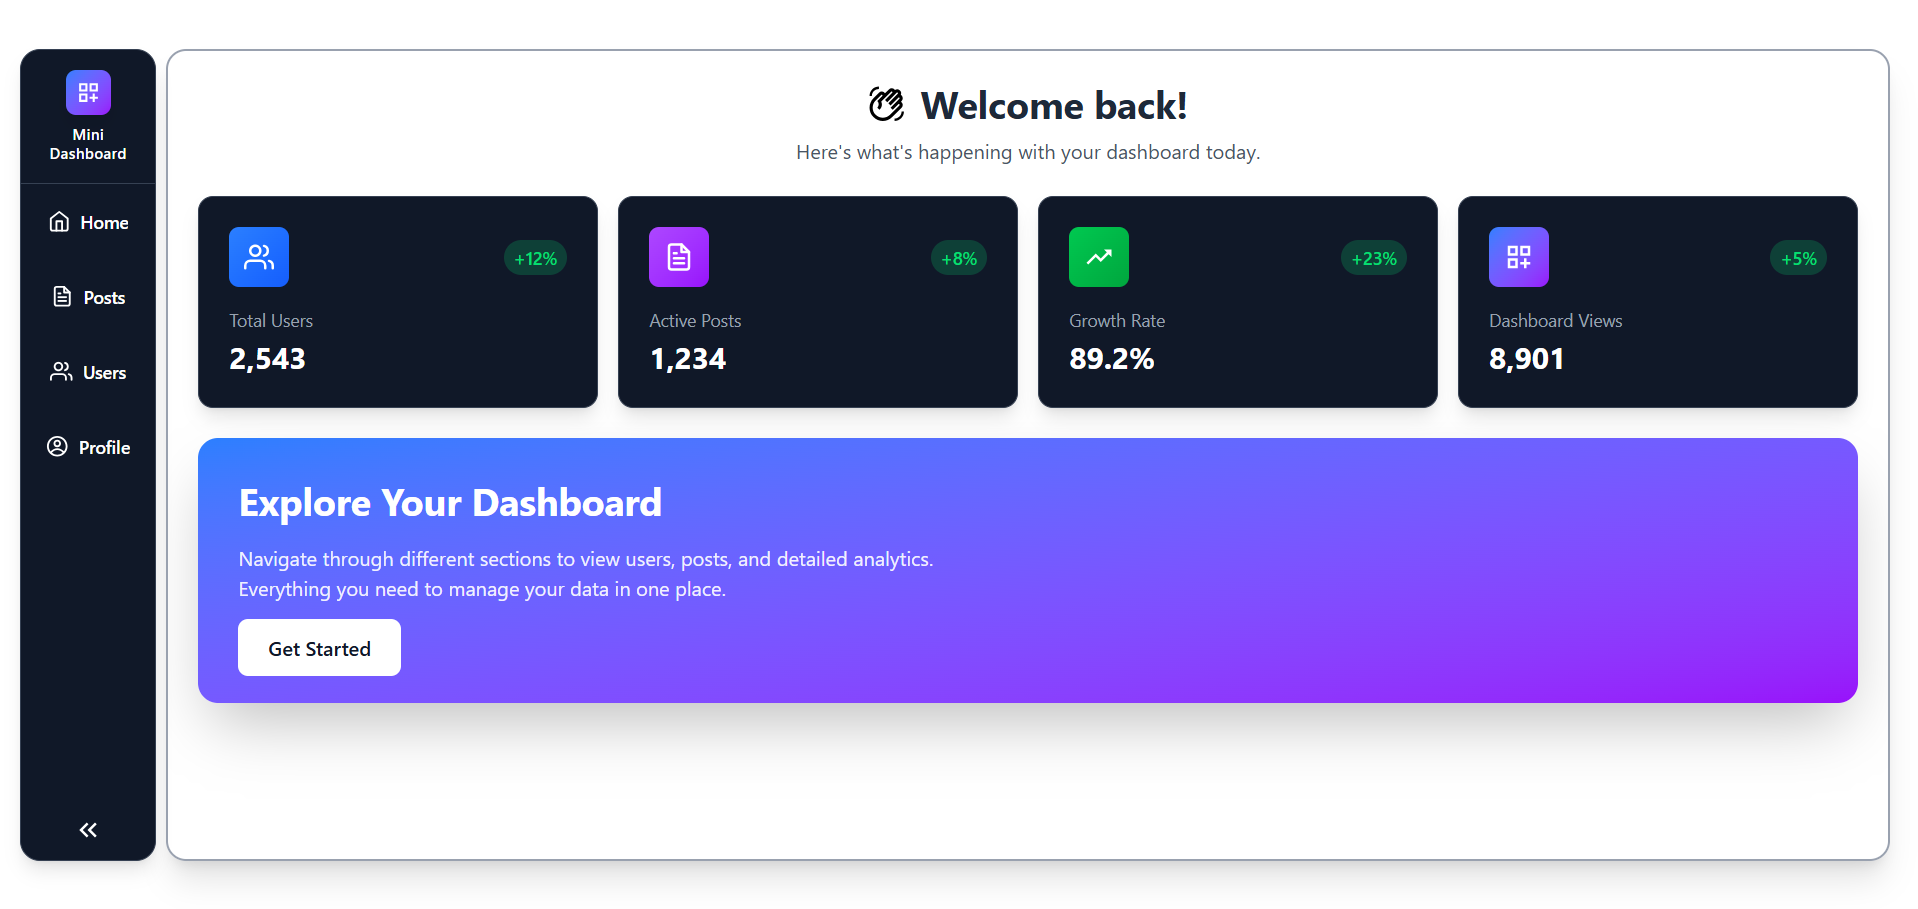 Mini
Dashboard
Home
Posts
Users
Profile
Welcome back!
Here's what's happening with your dashboard today.
+12%
Total Users
2,543
+8%
Active Posts
1,234
+23%
Growth Rate
89.2%
+5%
Dashboard Views
8,901
Explore Your Dashboard
Navigate through different sections to view users, posts, and detailed analytics.
Everything you need to manage your data in one place.
Get Started